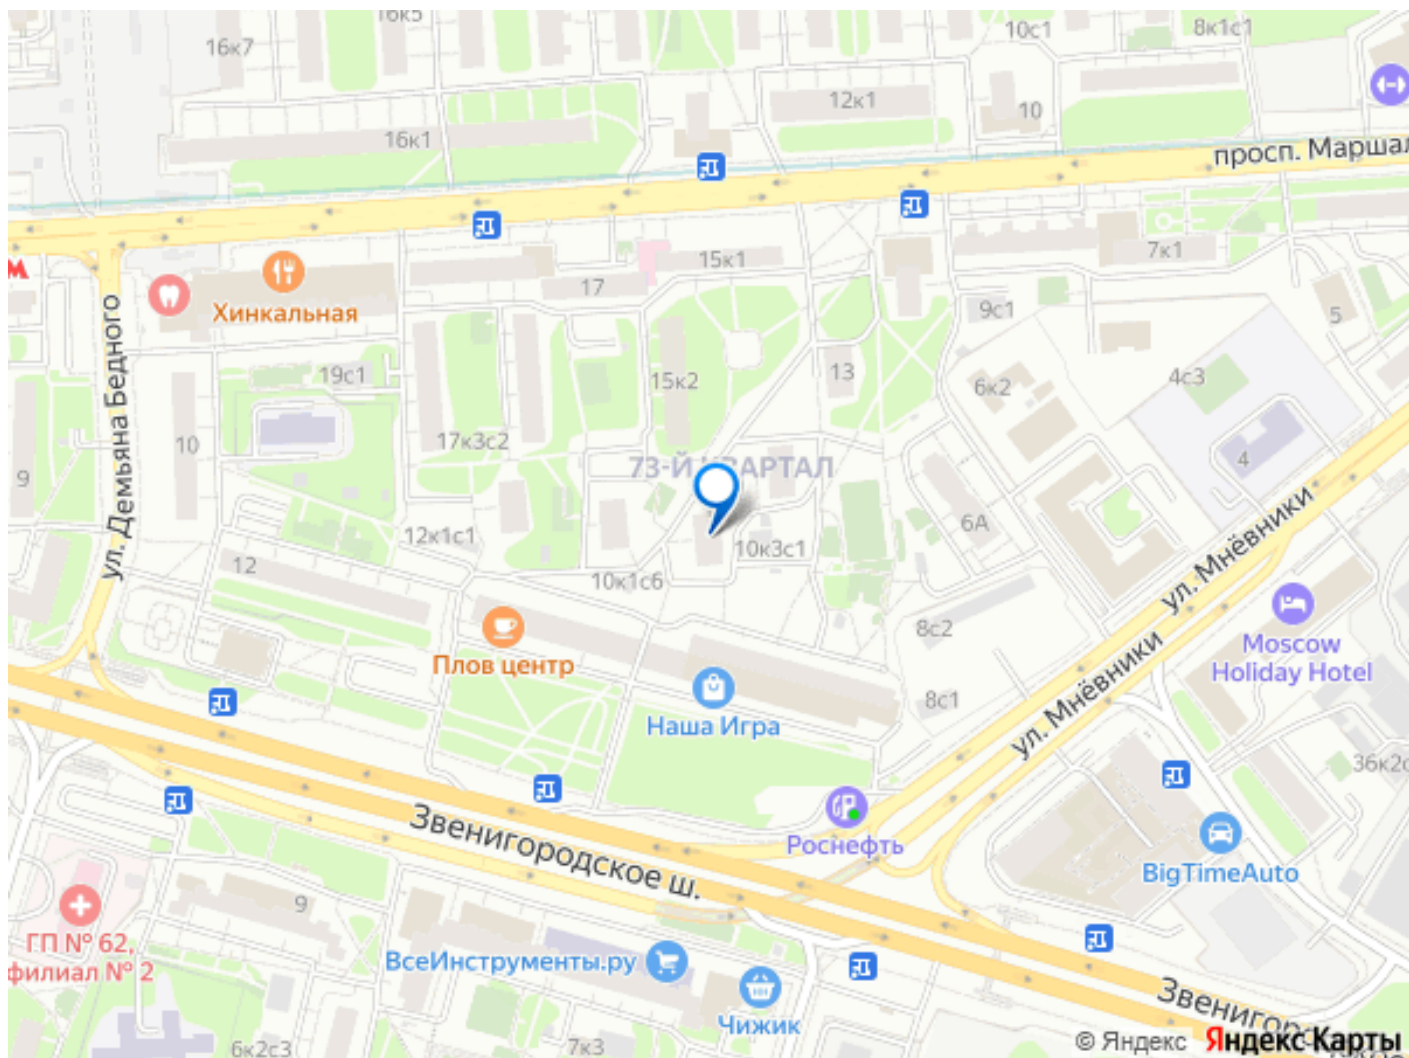 16к5
16к7
10с1
8к1с1
12к1
10
16к1
просп. Маршал
М
15к1
7к1
17
Хинкальная
9с1
5
ул. Демьяна Бедного
19с1
15к2
13
6к2
4с3
10
17к3с2
73-Й КВАРТАЛ
4
9
6А
12к1с1
10к3с1
ул. Мнёвники
12
10к1с6
8с2
Moscow
Holiday Hotel
Плов центр
ул. Мнёвники
8с1
Наша Игра
36к2с
Звенигородское ш.
Роснефть
BigTimeAuto
9
ГП № 62,
филиал № 2
ВсеИнструменты.ру
Чижик
Звенигоро
6к2с3
7к3
© Яндекс Яндекс Карты